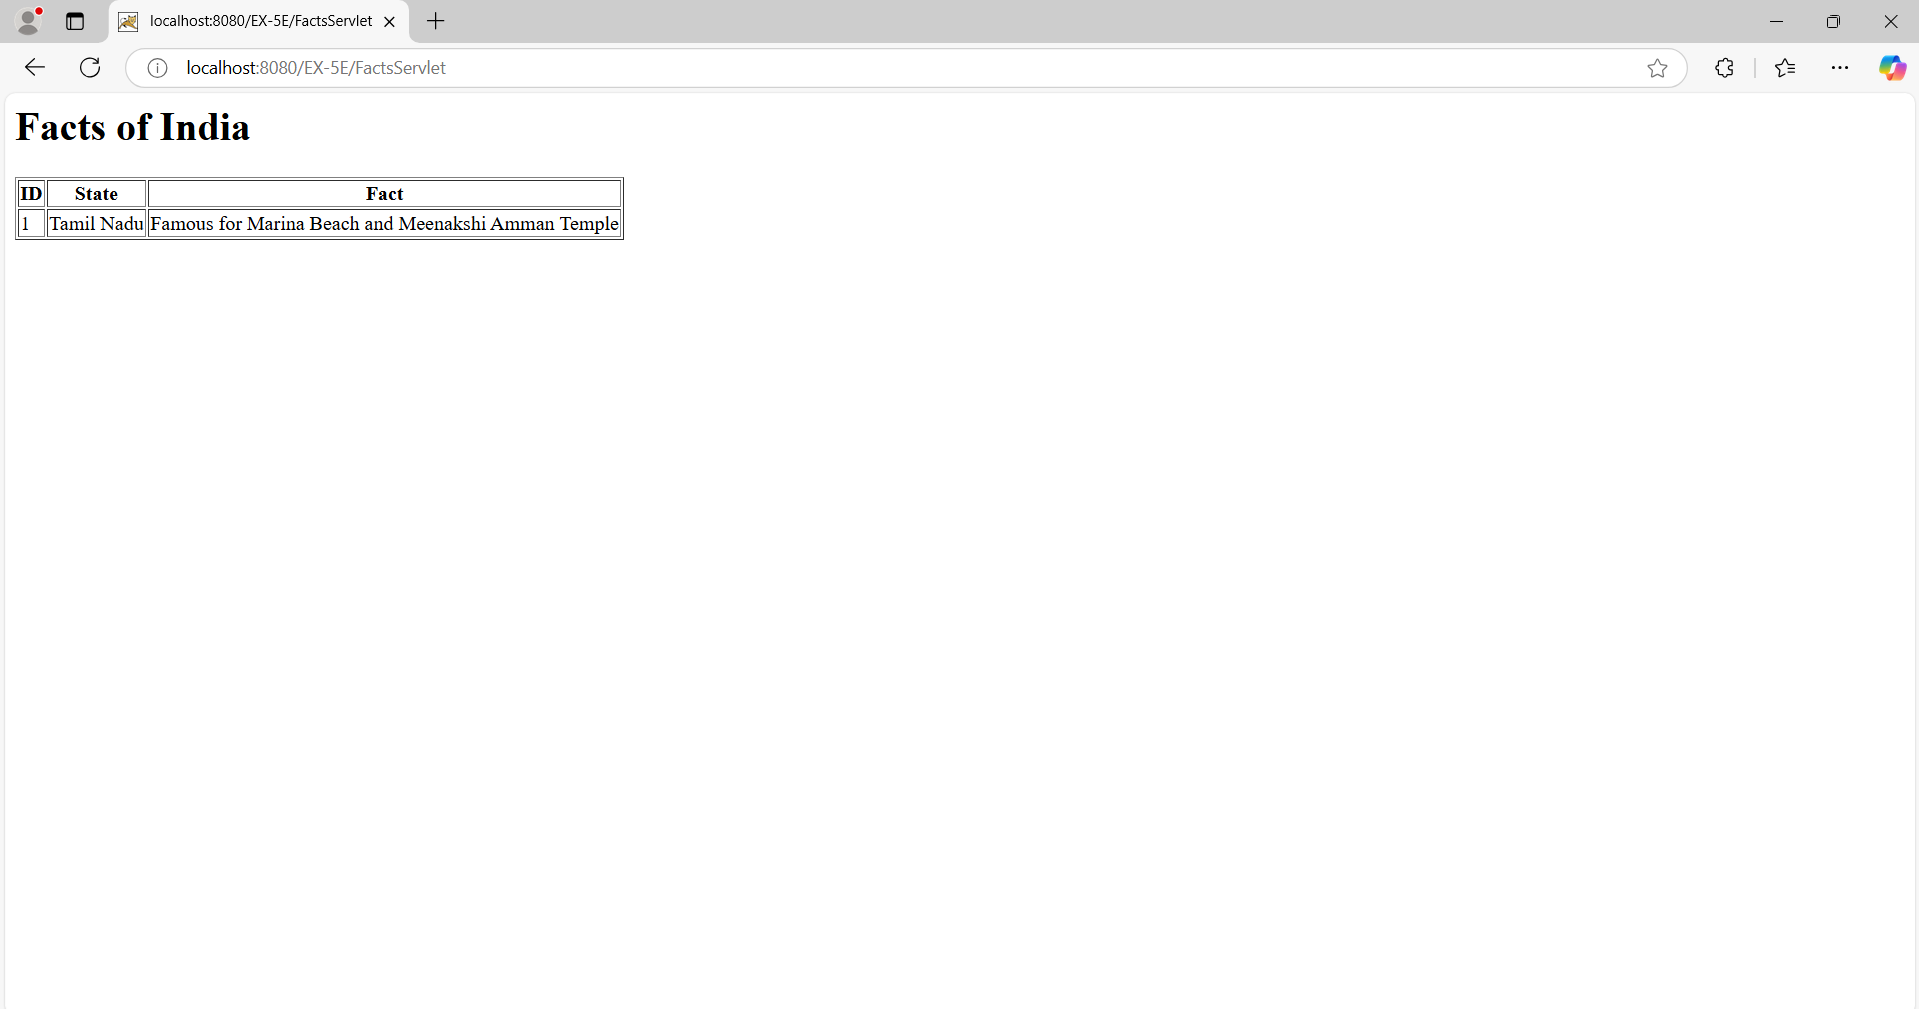 localhost:8080/EX-5E/FactsServlet
localhost:8080/EX-5E/FactsServlet
Facts of India
ID State Fact
1 Tamil Nadu Famous for Marina Beach and Meenakshi Amman Temple